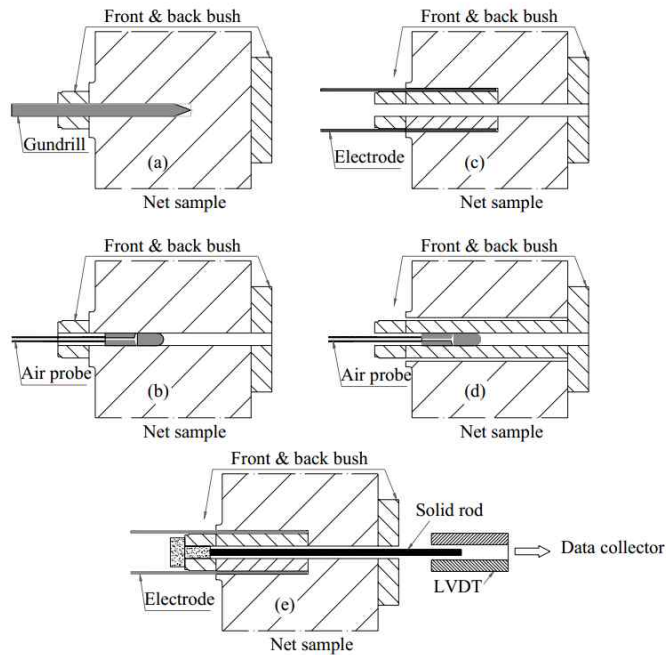 Front & back bush
Gundrill
(a)
Net sample
Front & back bush
Electrode
(c)
Net sample
Front & back bush
Air probe
(b)
Net sample
Front & back bush
Air probe
(d)
Net sample
Front & back bush
Solid rod
Data collector
LVDT
Electrode
(e)
Net sample